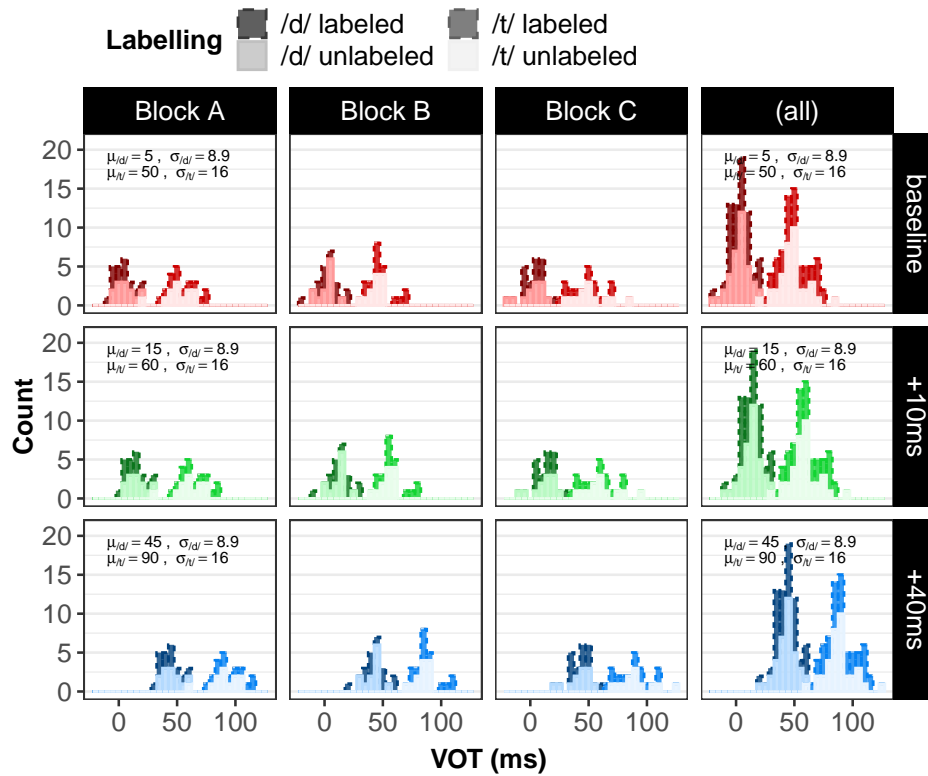 Labelling
/d/ labeled /t/ labeled
/d/ unlabeled /t/ unlabeled
Block A Block B Block C (all)
20
15
10
5
0
μ/d/ = 5 , σ/d/ = 8.9
μ/t/ = 50 , σ/t/ = 16
μ/d/ = 5 , σ/d/ = 8.9
μ/t/ = 50 , σ/t/ = 16
baseline
20
15
10
5
0
μ/d/ = 15 , σ/d/ = 8.9
μ/t/ = 60 , σ/t/ = 16
μ/d/ = 15 , σ/d/ = 8.9
μ/t/ = 60 , σ/t/ = 16
+10ms
Count
20
15
10
5
0
μ/d/ = 45 , σ/d/ = 8.9
μ/t/ = 90 , σ/t/ = 16
μ/d/ = 45 , σ/d/ = 8.9
μ/t/ = 90 , σ/t/ = 16
+40ms
0 50 100 0 50 100 0 50 100 0 50 100
VOT (ms)